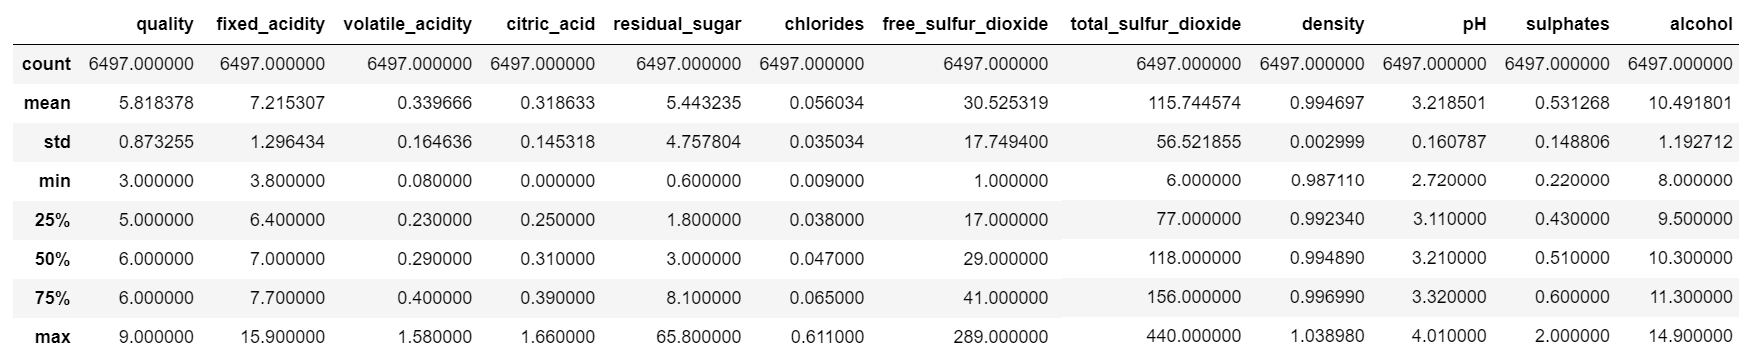 quality fixed_acidity volatile_acidity citric_acid residual_sugar chlorides free_sulfur_dioxide total_sulfur_dioxide density pH sulphates alcohol
count 6497.000000 6497.000000 6497.000000 6497.000000 6497.000000 6497.000000 6497.000000 6497.000000 6497.000000 6497.000000 6497.000000 6497.000000
mean 5.818378 7.215307 0.339666 0.318633 5.443235 0.056034 30.525319 115.744574 0.994697 3.218501 0.531268 10.491801
std 0.873255 1.296434 0.164636 0.145318 4.757804 0.035034 17.749400 56.521855 0.002999 0.160787 0.148806 1.192712
min 3.000000 3.800000 0.080000 0.000000 0.600000 0.009000 1.000000 6.000000 0.987110 2.720000 0.220000 8.000000
25% 5.000000 6.400000 0.230000 0.250000 1.800000 0.038000 17.000000 77.000000 0.992340 3.110000 0.430000 9.500000
50% 6.000000 7.000000 0.290000 0.310000 3.000000 0.047000 29.000000 118.000000 0.994890 3.210000 0.510000 10.300000
75% 6.000000 7.700000 0.400000 0.390000 8.100000 0.065000 41.000000 156.000000 0.996990 3.320000 0.600000 11.300000
max 9.000000 15.900000 1.580000 1.660000 65.800000 0.611000 289.000000 440.000000 1.038980 4.010000 2.000000 14.900000